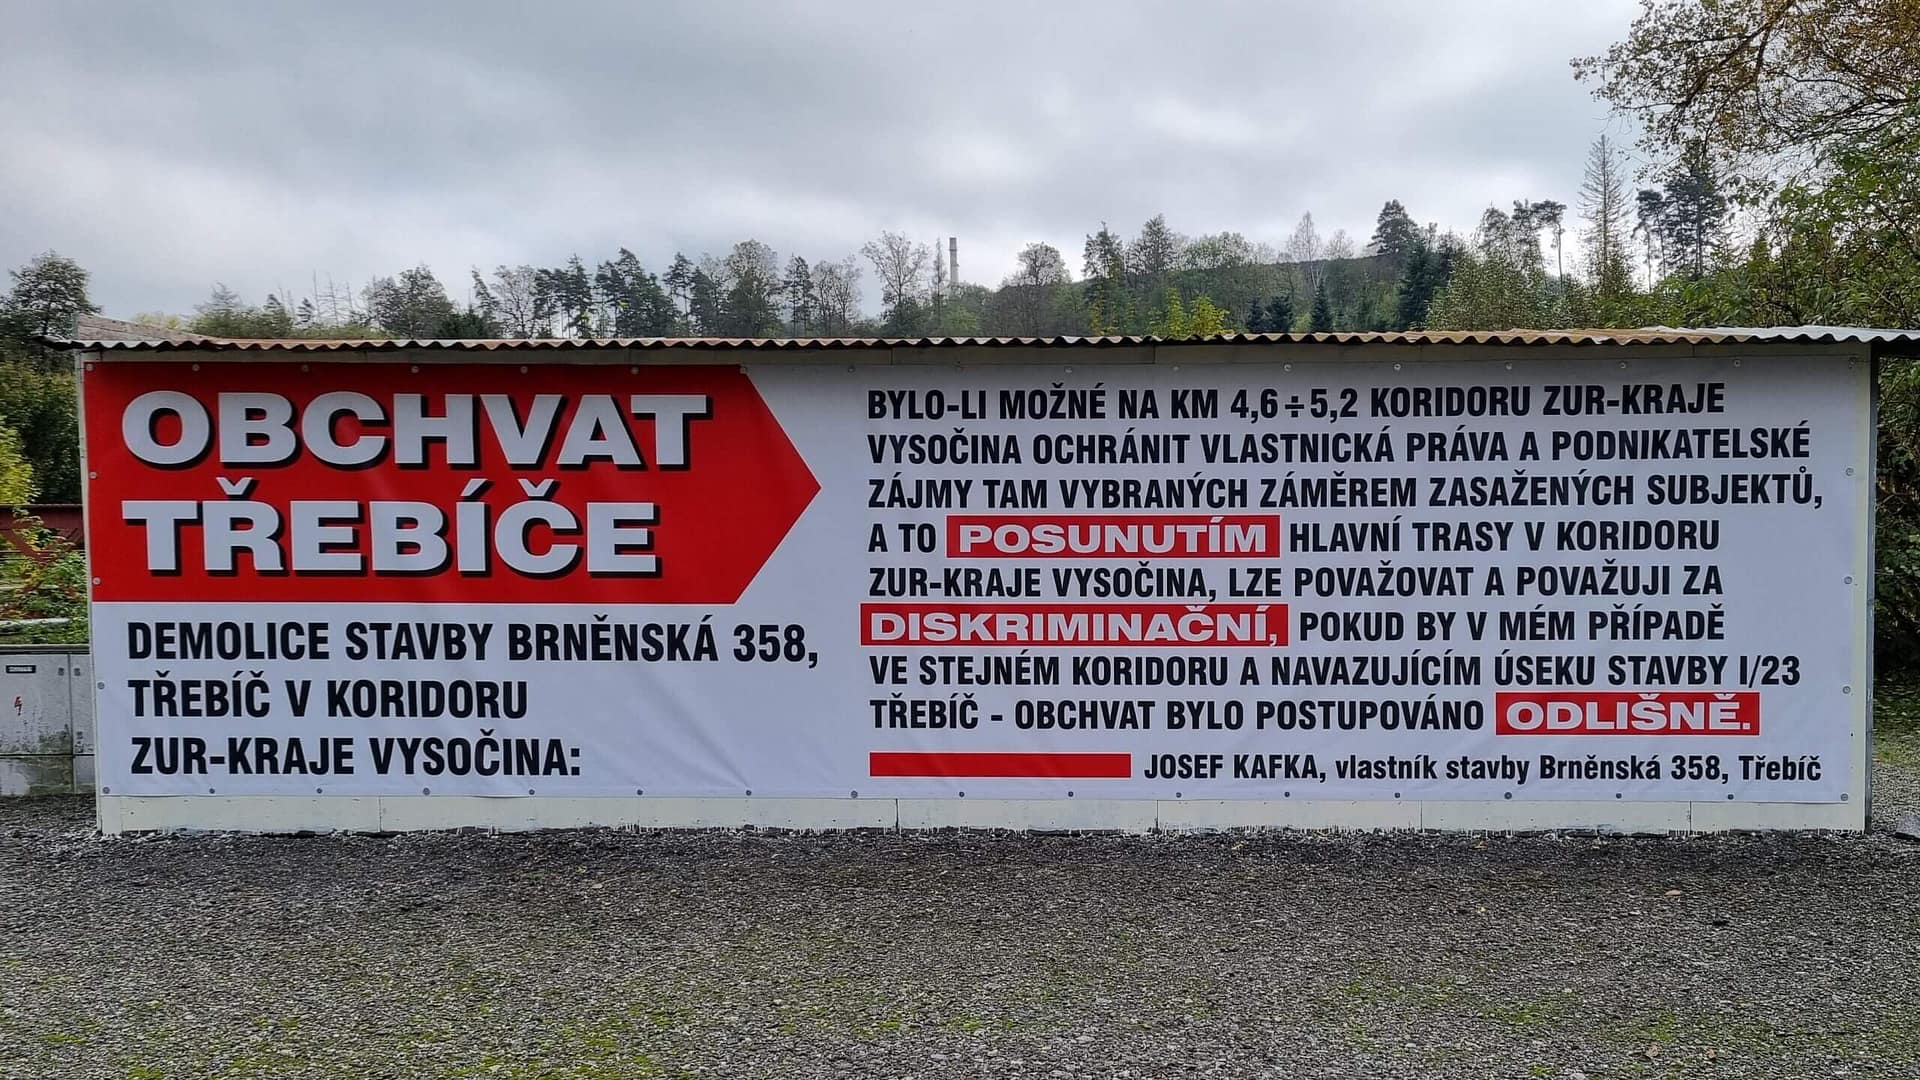 OBCHVAT
TŘEBÍČE
DEMOLICE STAVBY BRNĚNSKÁ 358,
TŘEBÍČ V KORIDORU
ZUR-KRAJE VYSOČINA:
BYLO-LI MOŽNÉ NA KM 4,6÷5,2 KORIDORU ZUR-KRAJE
VYSOČINA OCHRÁNIT VLASTNICKÁ PRÁVA A PODNIKATELSKÉ
ZÁJMY TAM VYBRANÝCH ZÁMĚREM ZASAŽENÝCH SUBJEKTŮ,
A TO POSUNUTÍM HLAVNÍ TRASY V KORIDORU
ZUR-KRAJE VYSOČINA, LZE POVAŽOVAT A POVAŽUJI ZA
DISKRIMINAČNÍ, POKUD BY V MÉM PŘÍPADĚ
VE STEJNÉM KORIDORU A NAVAZUJÍCÍM ÚSEKU STAVBY I/23
TŘEBÍČ - OBCHVAT BYLO POSTUPOVÁNO ODLIŠNĚ.
JOSEF KAFKA, vlastník stavby Brněnská 358, Třebíč